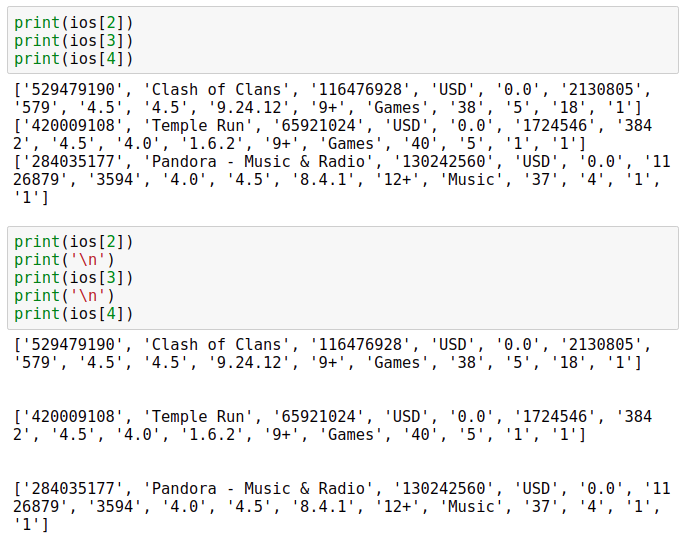 print(ios[2])
print(ios[3])
print(ios[4])
['529479190', 'Clash of Clans', '116476928', 'USD', '0.0', '2130805',
'579', '4.5', '4.5', '9.24.12', '9+', 'Games', '38', '5', '18', '1']
['420009108', 'Temple Run', '65921024', 'USD', '0.0', '1724546', '384
2', '4.5', '4.0', '1.6.2', '9+', 'Games', '40', '5', '1', '1']
['284035177', 'Pandora - Music & Radio', '130242560', 'USD', '0.0', '11
26879', '3594', '4.0', '4.5', '8.4.1', '12+', 'Music', '37', '4', '1',
'1']
print(ios[2])
print('\n')
print(ios[3])
print('\n')
print(ios[4])
['529479190', 'Clash of Clans', '116476928', 'USD', '0.0', '2130805',
'579', '4.5', '4.5', '9.24.12', '9+', 'Games', '38', '5', '18', '1']
['420009108', 'Temple Run', '65921024', 'USD', '0.0', '1724546', '384
2', '4.5', '4.0', '1.6.2', '9+', 'Games', '40', '5', '1', '1']
['284035177', 'Pandora - Music & Radio', '130242560', 'USD', '0.0', '11
26879', '3594', '4.0', '4.5', '8.4.1', '12+', 'Music', '37', '4', '1',
'1']